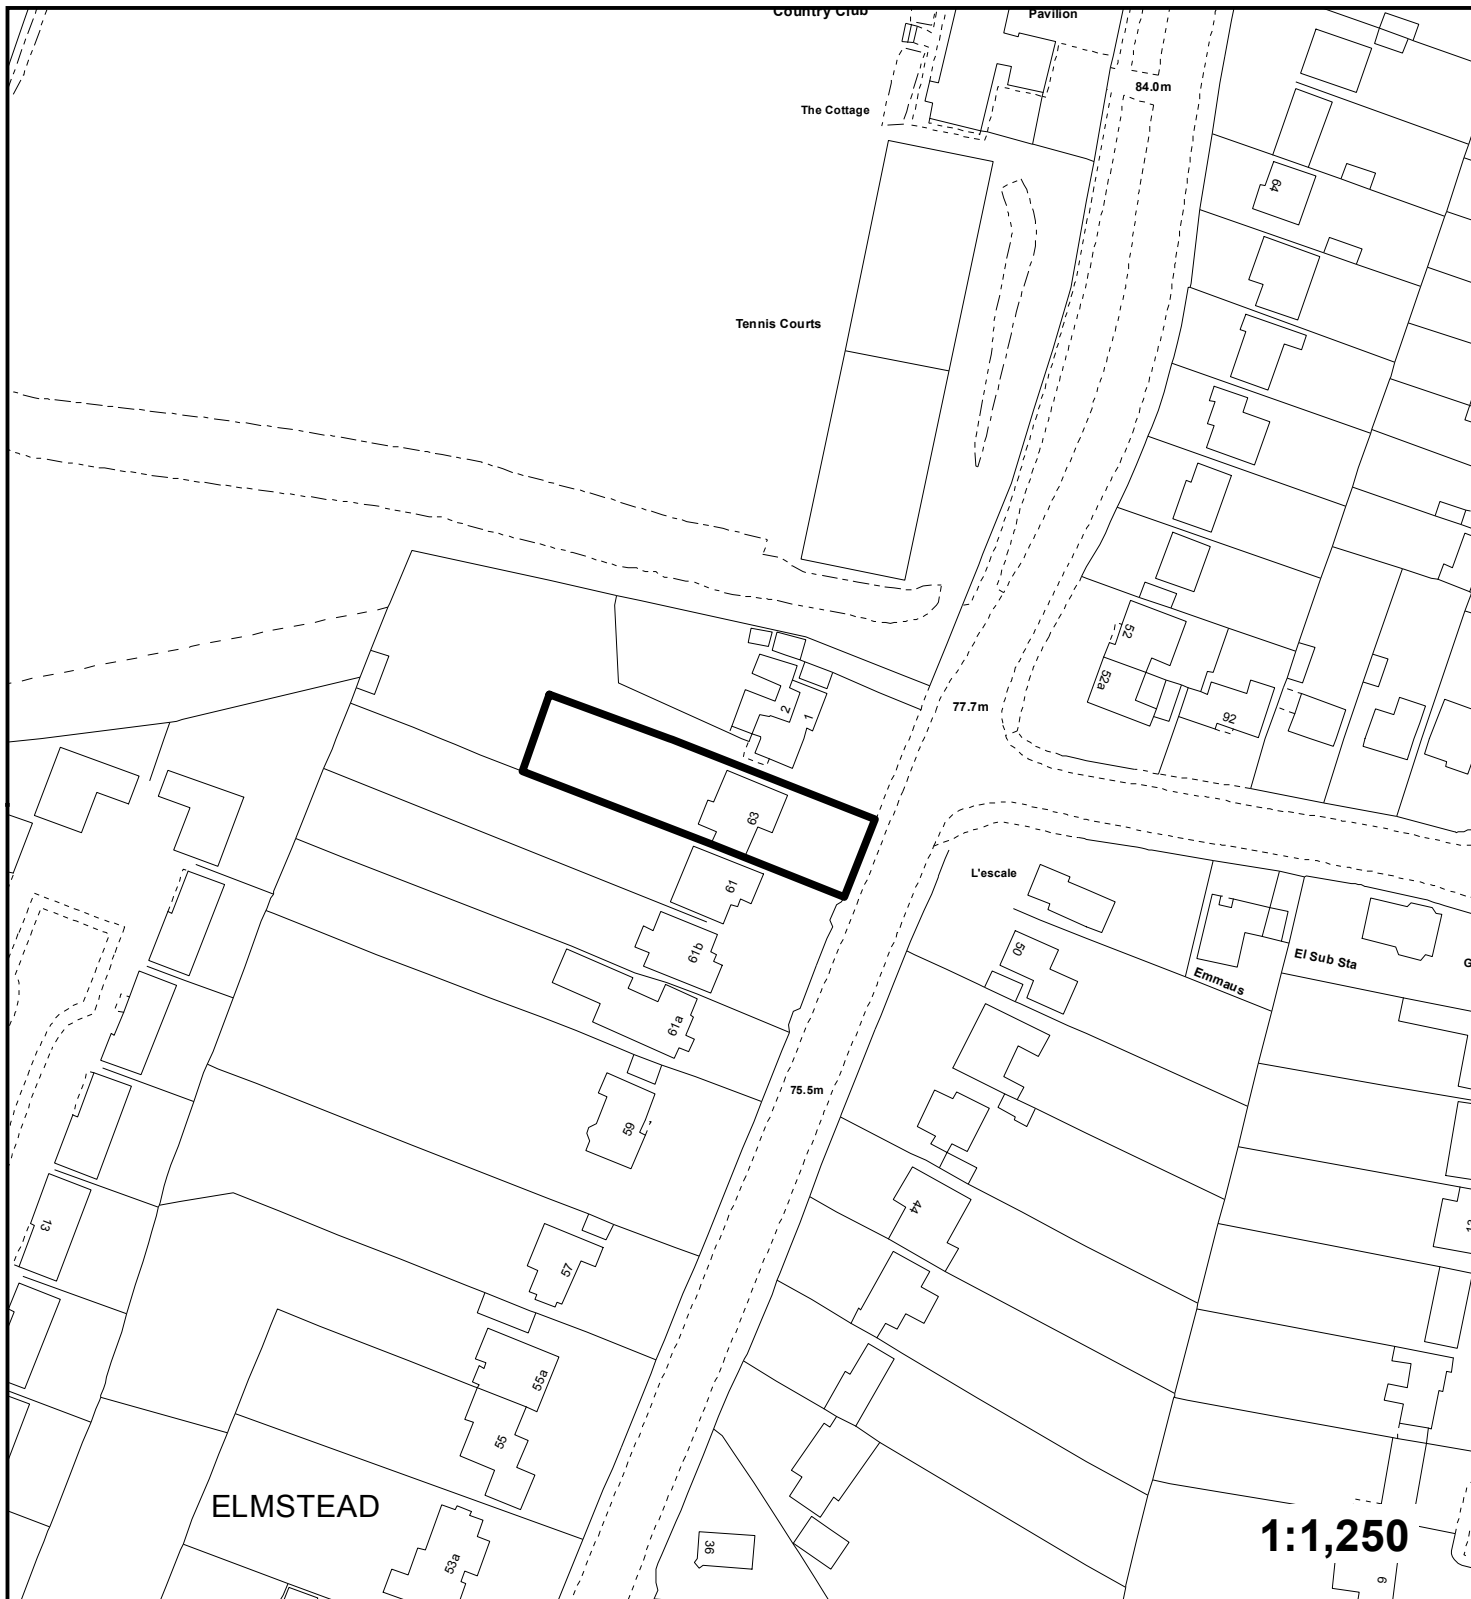 Country Club
Pavilion
84.0m
The Cottage
64
Tennis Courts
52
52a
2
1
77.7m
92
63
L'escale
61
50
61b
El Sub Sta
G
Emmaus
61a
75.5m
59
44
13
57
55a
55
ELMSTEAD
1:1,250
36
53a